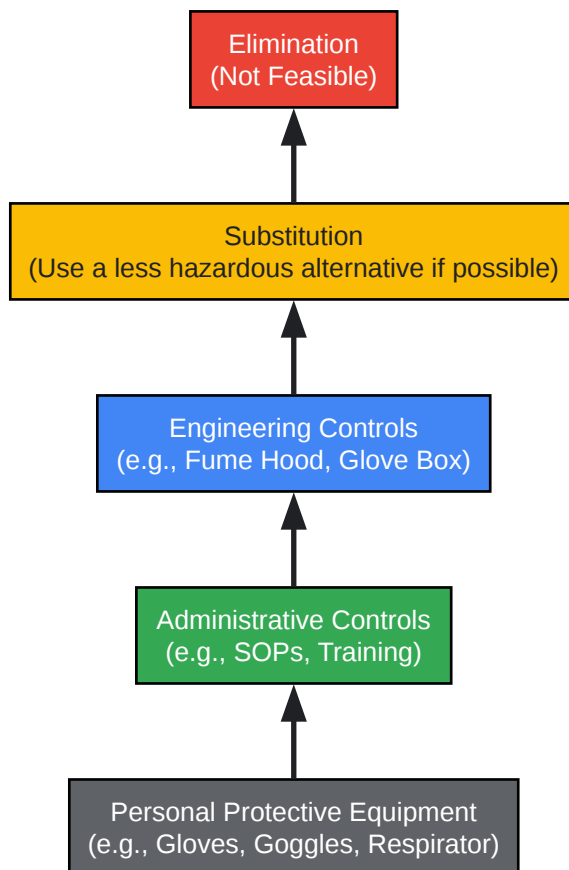 Elimination
(Not Feasible)
Substitution
(Use a less hazardous alternative if possible)
Engineering Controls
(e.g., Fume Hood, Glove Box)
Administrative Controls
(e.g., SOPs, Training)
Personal Protective Equipment
(e.g., Gloves, Goggles, Respirator)